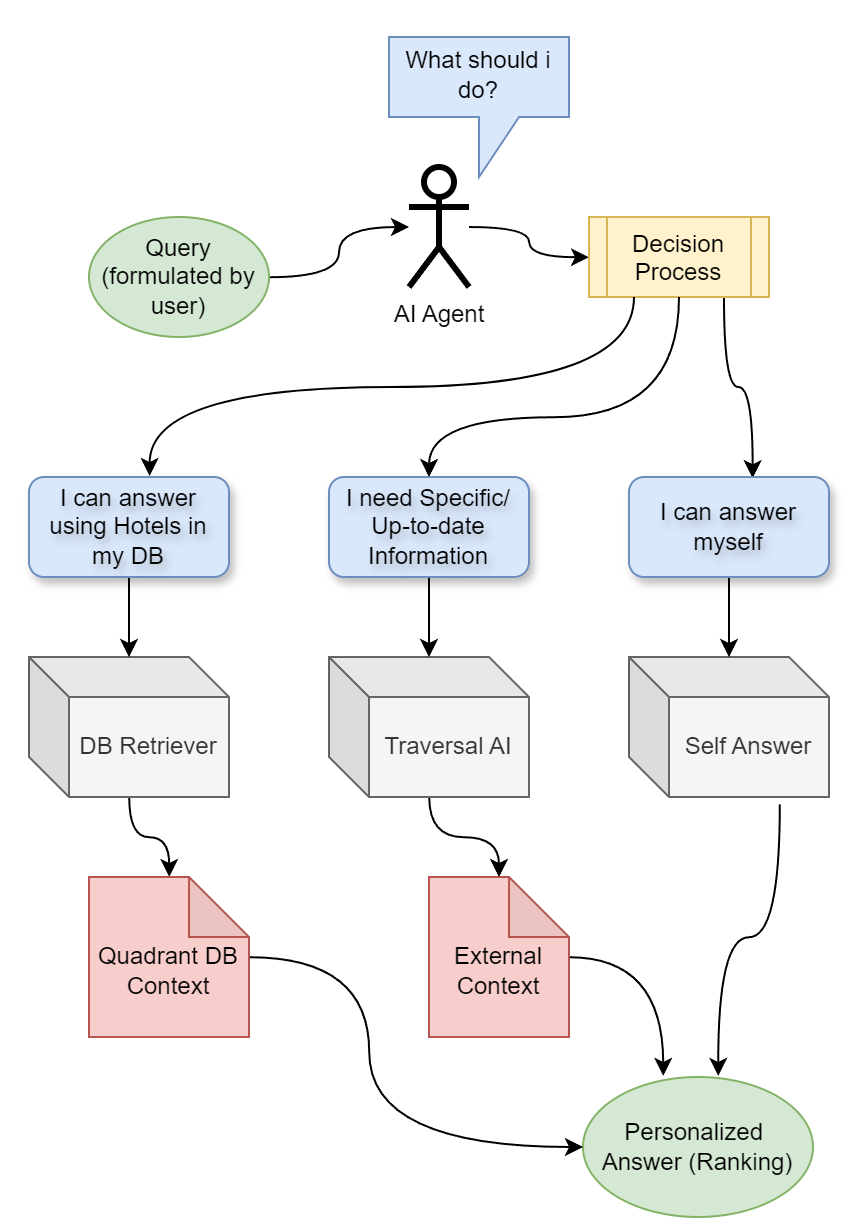 What should i
do?
Query
(formulated by
user)
AI Agent
Decision
Process
I can answer
using Hotels in
my DB
I need Specific/
Up-to-date
Information
I can answer
myself
DB Retriever
Traversal AI
Self Answer
Quadrant DB
Context
External
Context
Personalized
Answer (Ranking)